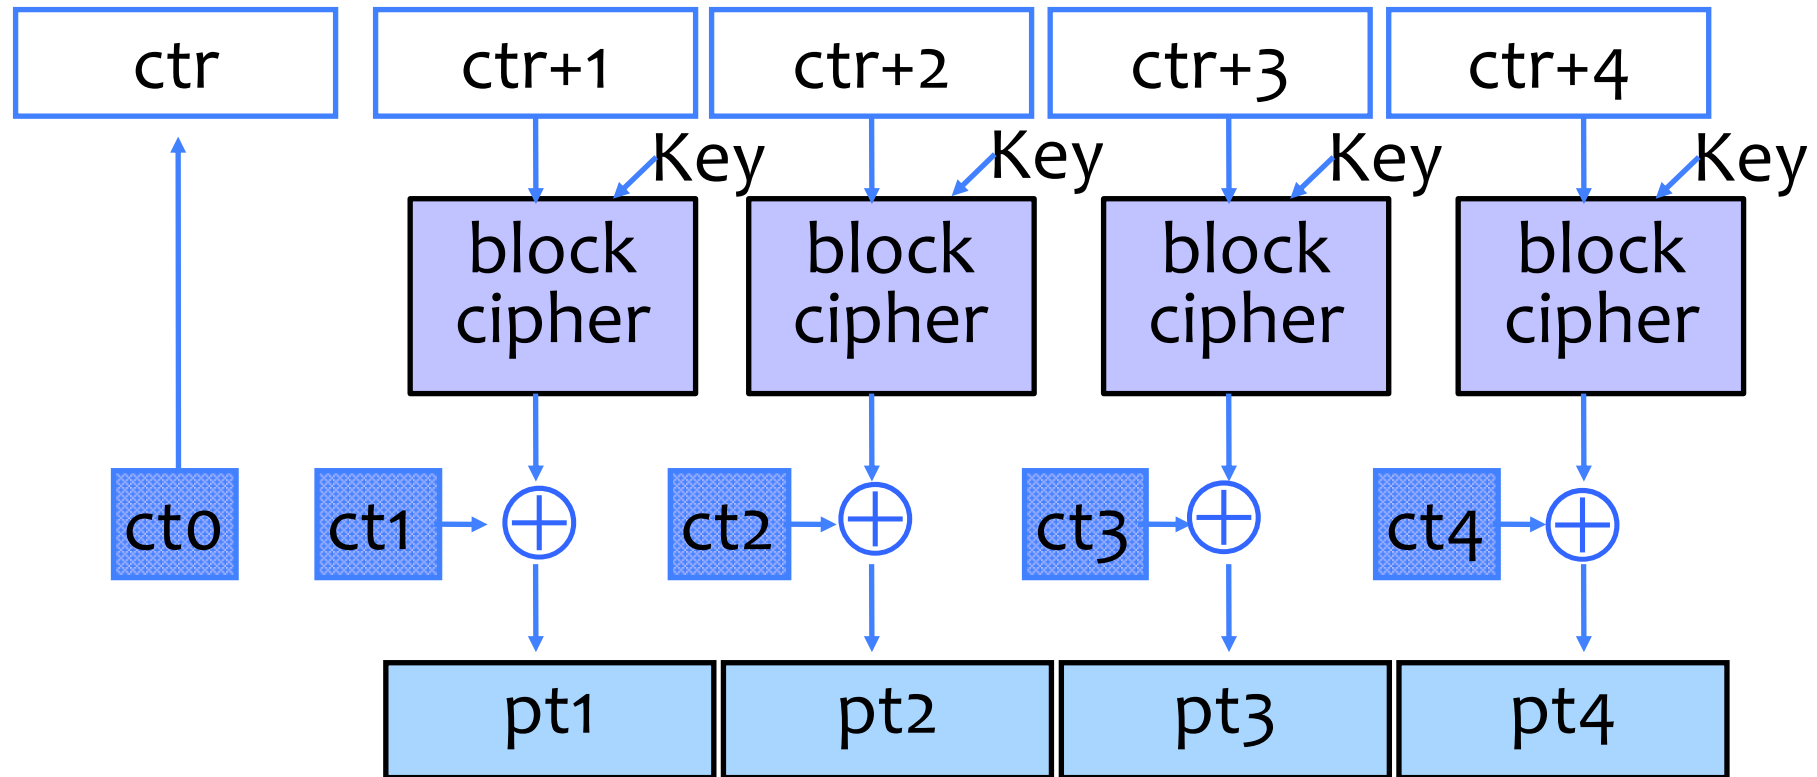 ctr ctr+1 ctr+2 ctr+3 ctr+4
Key Key Key Key
block block block block
cipher cipher cipher cipher
ct0 ct1 ct2 ct3 ct4
pt1 pt2 pt3 pt4